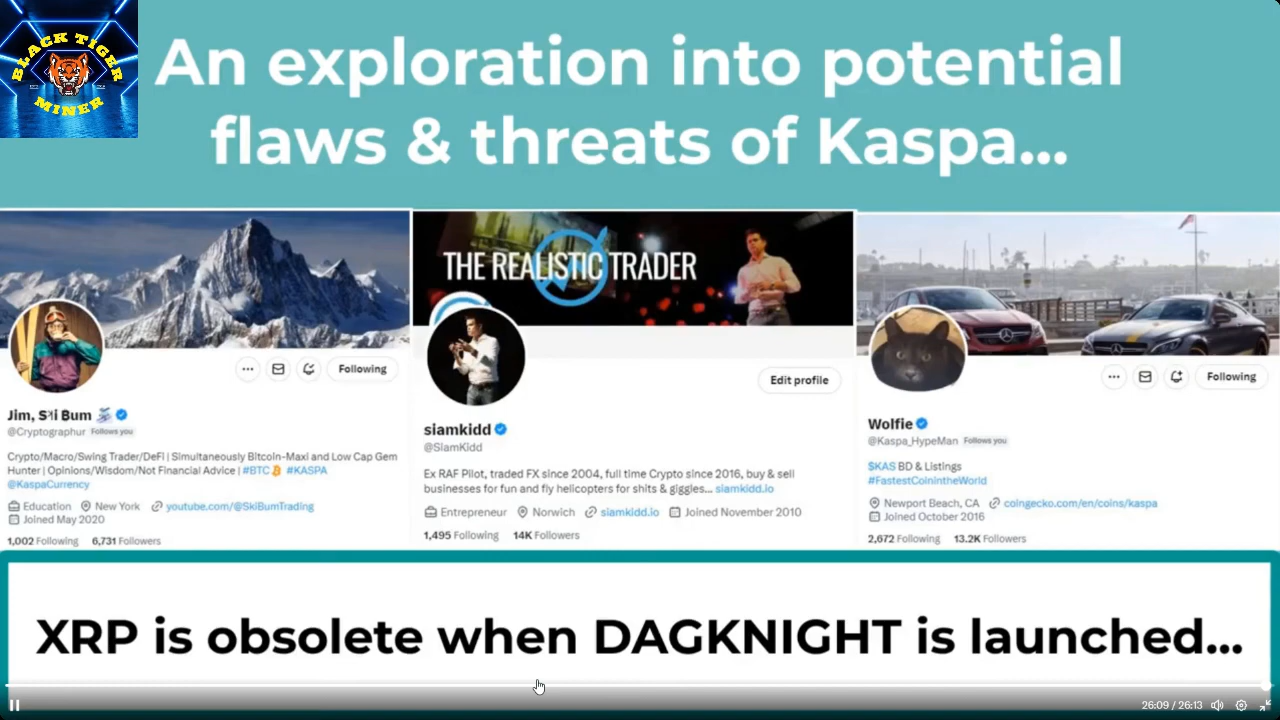 BLACK TIGER
MINER
An exploration into potential
flaws & threats of Kaspa...
Following
Jim, Ski Bum
@Cryptographur Follows you
Crypto/Macro/Swing Trader/DeFi | Simultaneously Bitcoin-Maxi and Low Cap Gem
Hunter | Opinions/Wisdom/Not Financial Advice | #BTC #KASPA
@KaspaCurrency
Education New York youtube.com/@SkiBumTrading
Joined May 2020
1,002 Following 6,731 Followers
THE REALISTIC TRADER
Edit profile
siamkidd
@SiamKidd
Ex RAF Pilot, traded FX since 2004, full time Crypto since 2016, buy & sell
businesses for fun and fly helicopters for shits & giggles... siamkidd.io
Entrepreneur Norwich siamkidd.io Joined November 2010
1,495 Following 14K Followers
Following
Wolfie
@Kaspa_HypeMan Follows you
$KAS BD & Listings
#FastestCoinintheWorld
Newport Beach, CA coingecko.com/en/coins/kaspa
Joined October 2016
2,672 Following 13.2K Followers
XRP is obsolete when DAGKNIGHT is launched...
26:09 / 26:13